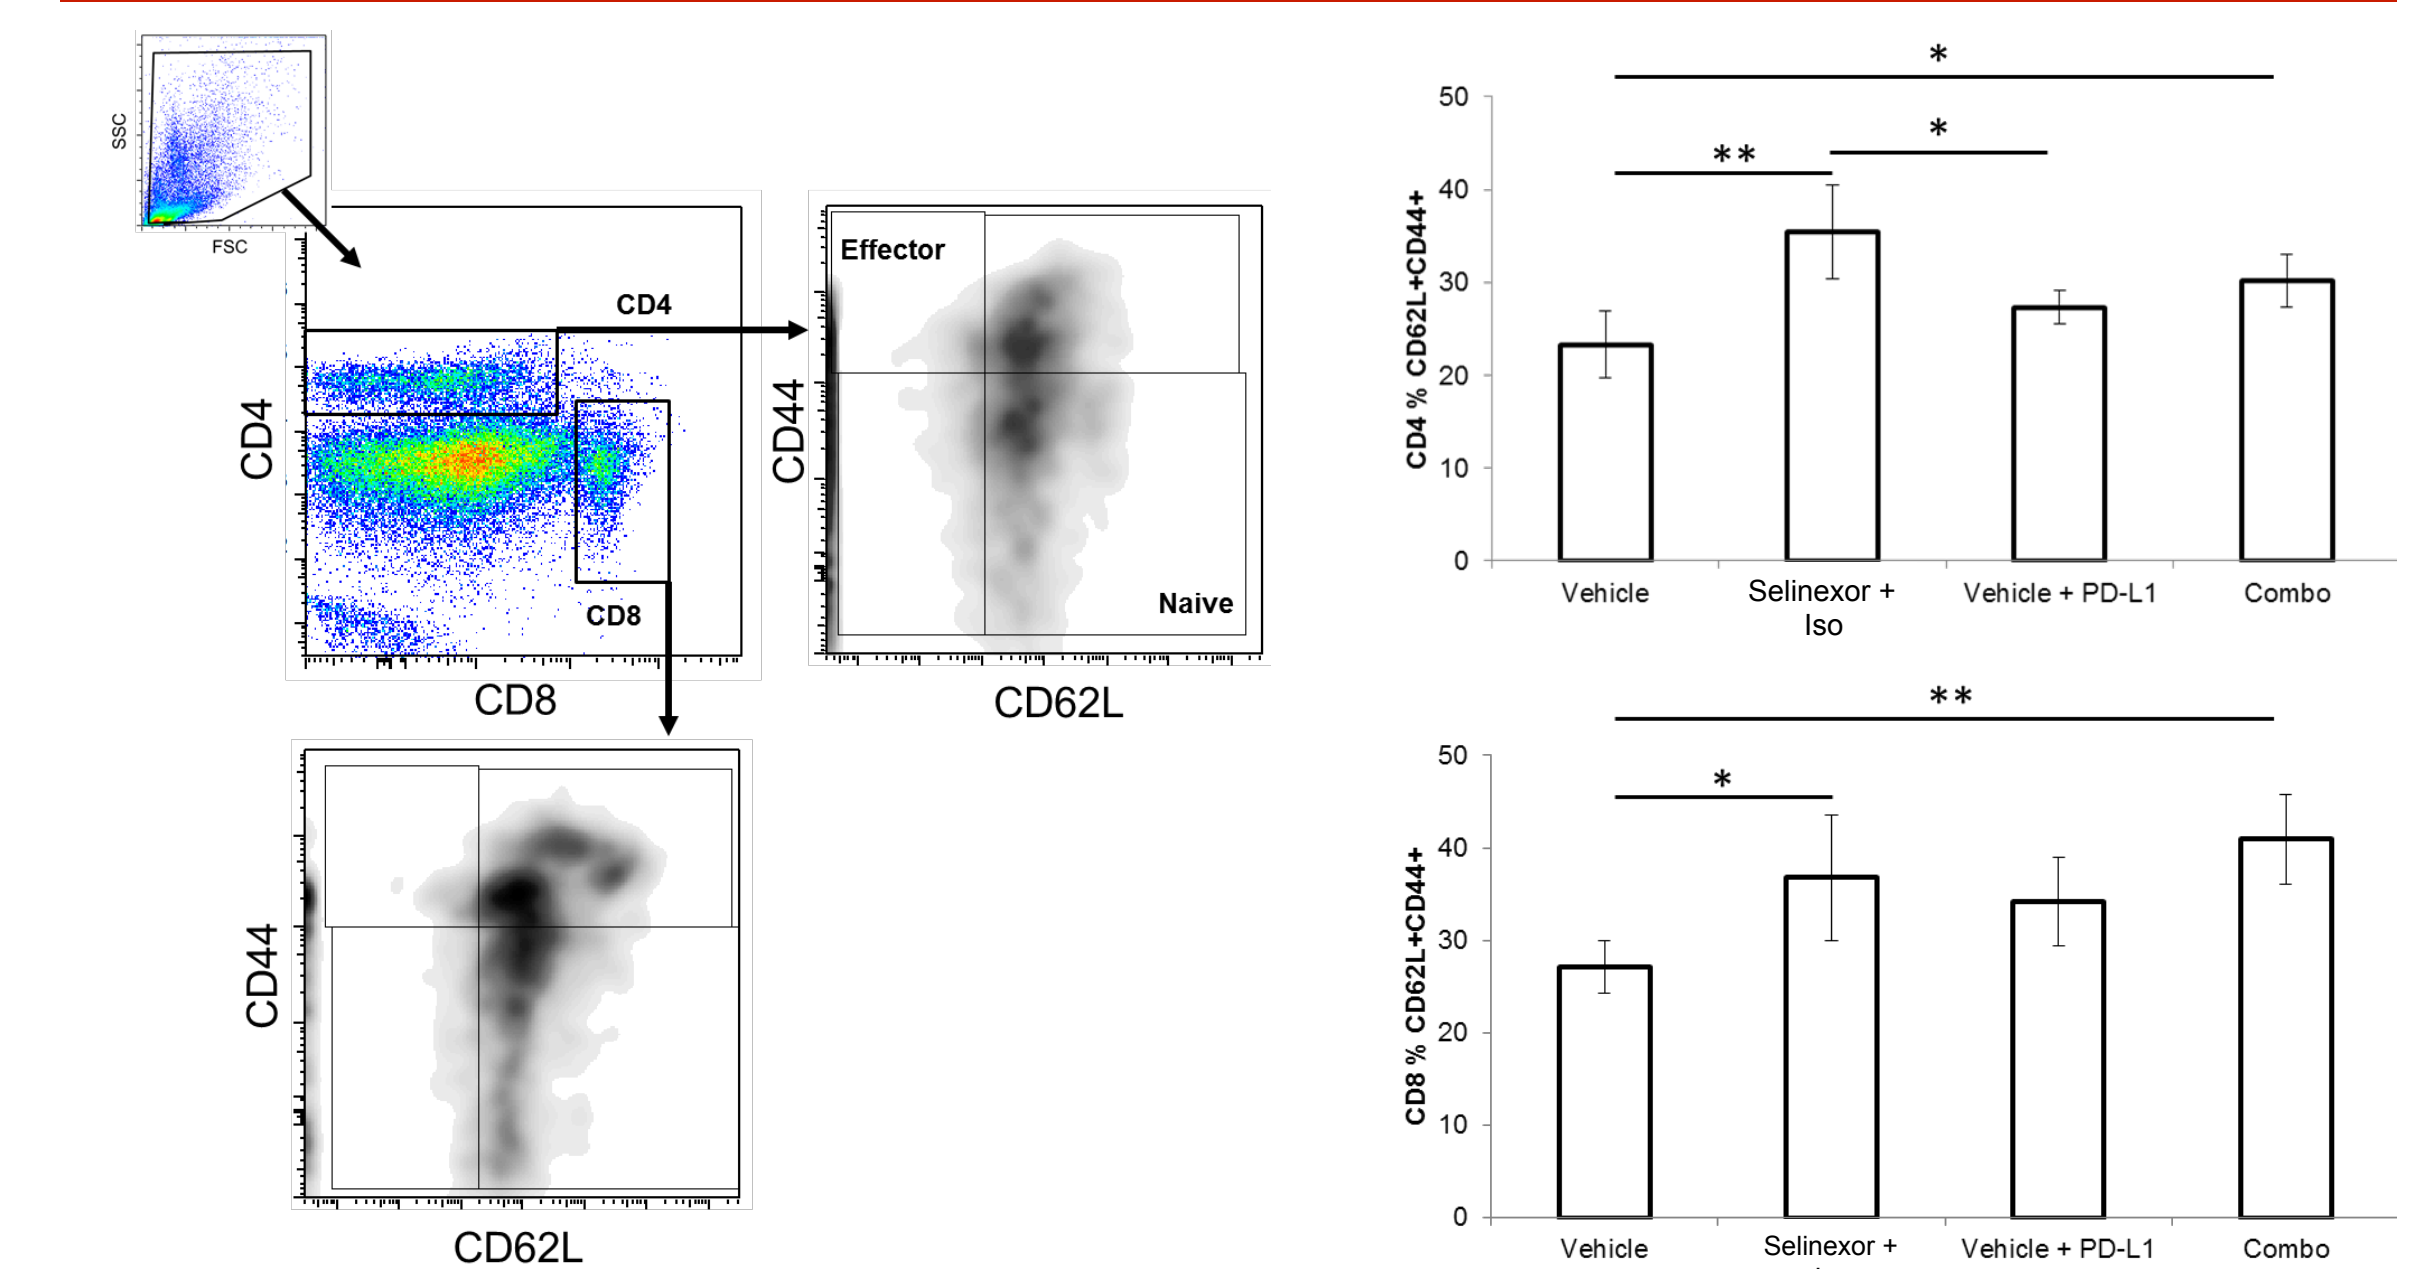 SSC
FSC
CD4
CD4
CD8
CD8
Effector
CD44
Naive
CD62L
CD44
CD62L
*
*
**
CD4 % CD62L+CD44+
50
40
30
20
10
0
Vehicle
Selinexor +
Iso
Vehicle + PD-L1
Combo
**
*
CD8 % CD62L+CD44+
50
40
30
20
10
0
Vehicle
Selinexor +
Vehicle + PD-L1
Combo